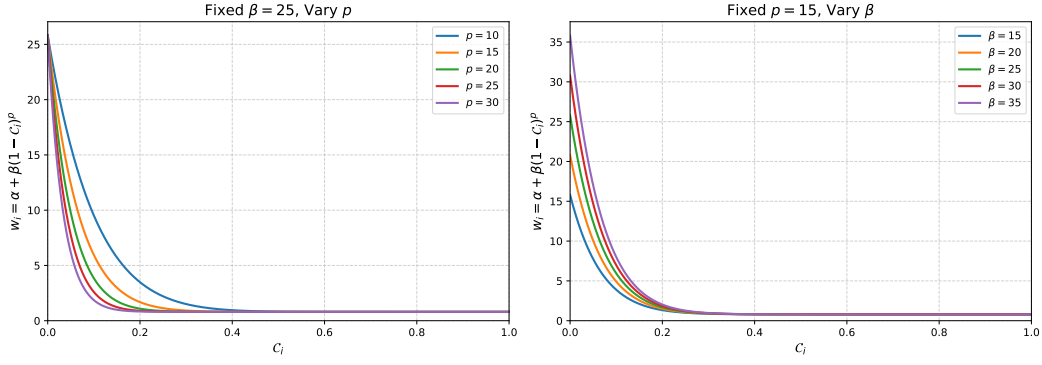 Fixed β = 25, Vary p
25
20
15
10
5
0
0.0 0.2 0.4 0.6 0.8 1.0
w_i = α + β(1 − C_i)^p
C_i
p = 10
p = 15
p = 20
p = 25
p = 30
Fixed p = 15, Vary β
35
30
25
20
15
10
5
0
0.0 0.2 0.4 0.6 0.8 1.0
w_i = α + β(1 − C_i)^p
C_i
β = 15
β = 20
β = 25
β = 30
β = 35